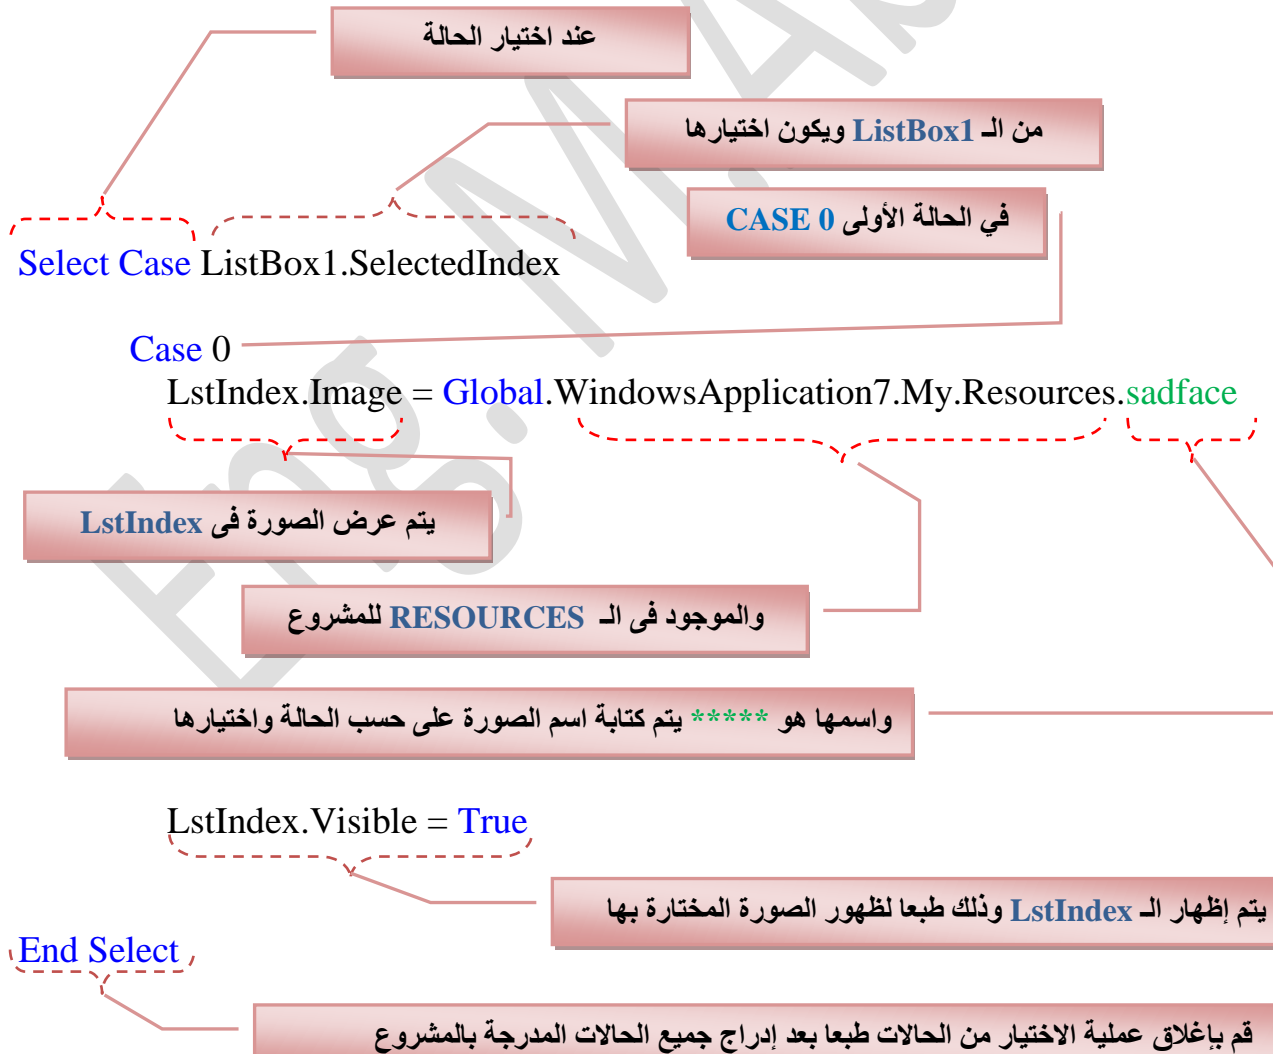 عند اختيار الحالة
من الـ ListBox1 ويكون اختيارها
في الحالة الأولى CASE 0
Select Case ListBox1.SelectedIndex
Case 0
LstIndex.Image = Global.WindowsApplication7.My.Resources.sadface
يتم عرض الصورة فى LstIndex
والموجود فى الـ RESOURCES للمشروع
واسمها هو ***** يتم كتابة اسم الصورة على حسب الحالة واختيارها
LstIndex.Visible = True
يتم إظهار الـ LstIndex وذلك طبعا لظهور الصورة المختارة بها
End Select
قم بإغلاق عملية الاختيار من الحالات طبعا بعد إدراج جميع الحالات المدرجة بالمشروع